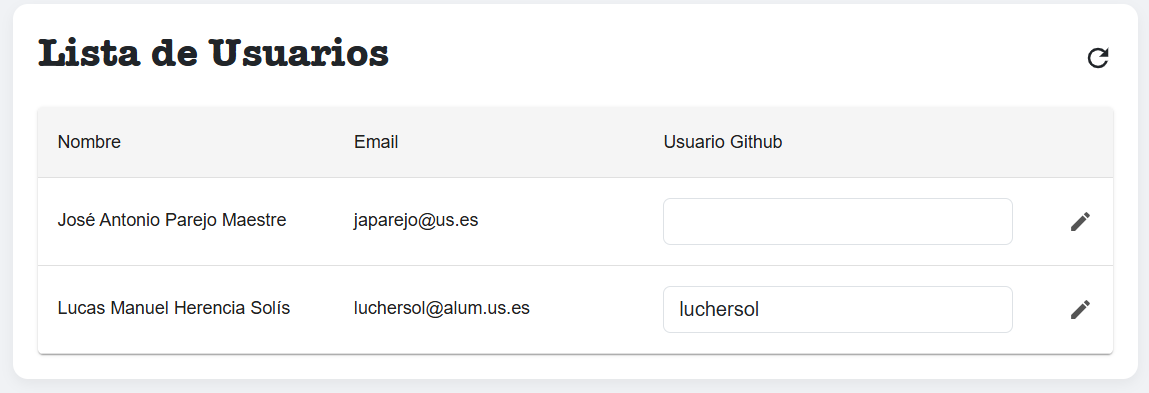 Lista de Usuarios
Nombre Email Usuario Github
José Antonio Parejo Maestre japarejo@us.es
Lucas Manuel Herencia Solís luchersol@alum.us.es luchersol